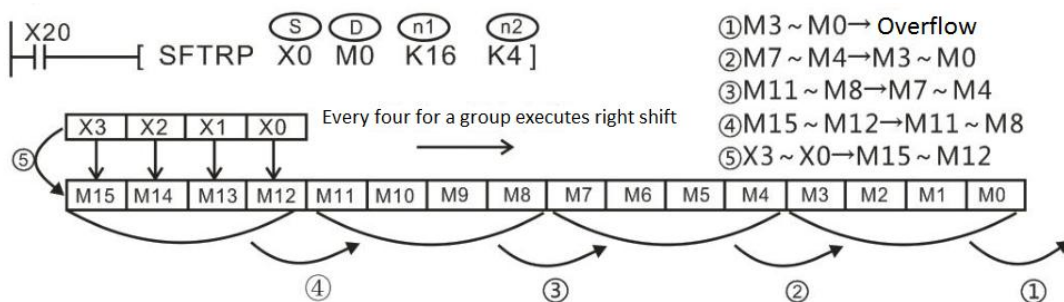 X20
S D n1 n2
[ SFTRP X0 M0 K16 K4 ]
①M3~M0→ Overflow
②M7~M4→M3~M0
③M11~M8→M7~M4
④M15~M12→M11~M8
⑤X3~X0→M15~M12
Every four for a group executes right shift
X3 X2 X1 X0
⑤
M15 M14 M13 M12 M11 M10 M9 M8 M7 M6 M5 M4 M3 M2 M1 M0
④ ③ ② ①